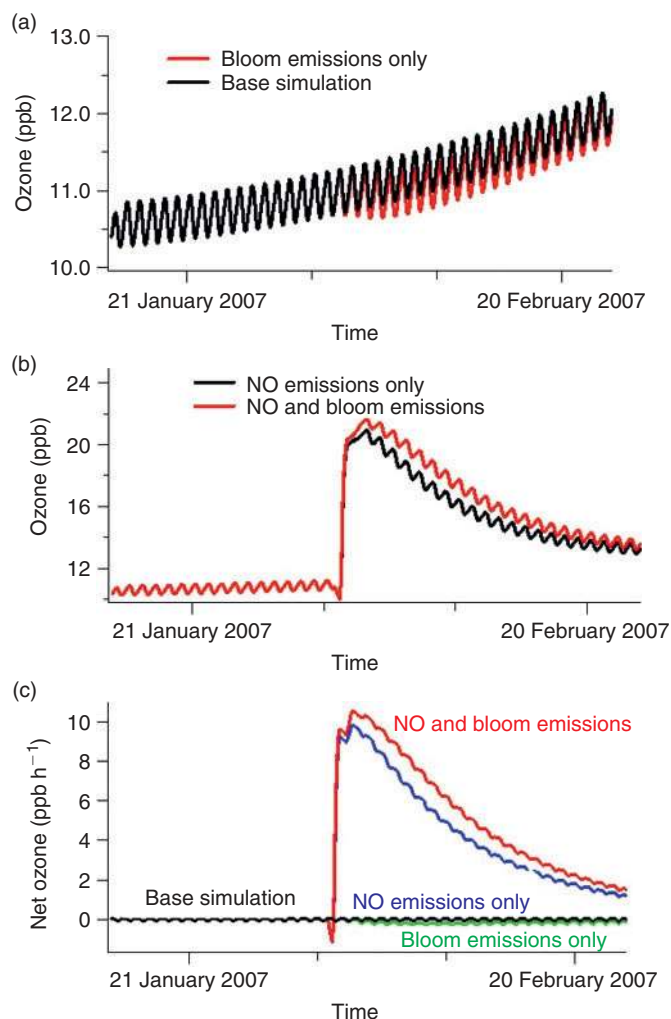 (a)
13.0
12.0
11.0
10.0
Ozone (ppb)
Bloom emissions only
Base simulation
21 January 2007
20 February 2007
Time
(b)
24
20
16
12
Ozone (ppb)
NO emissions only
NO and bloom emissions
21 January 2007
20 February 2007
Time
(c)
10
8
6
4
2
0
Net ozone (ppb h−1)
NO and bloom emissions
Base simulation
NO emissions only
Bloom emissions only
21 January 2007
20 February 2007
Time